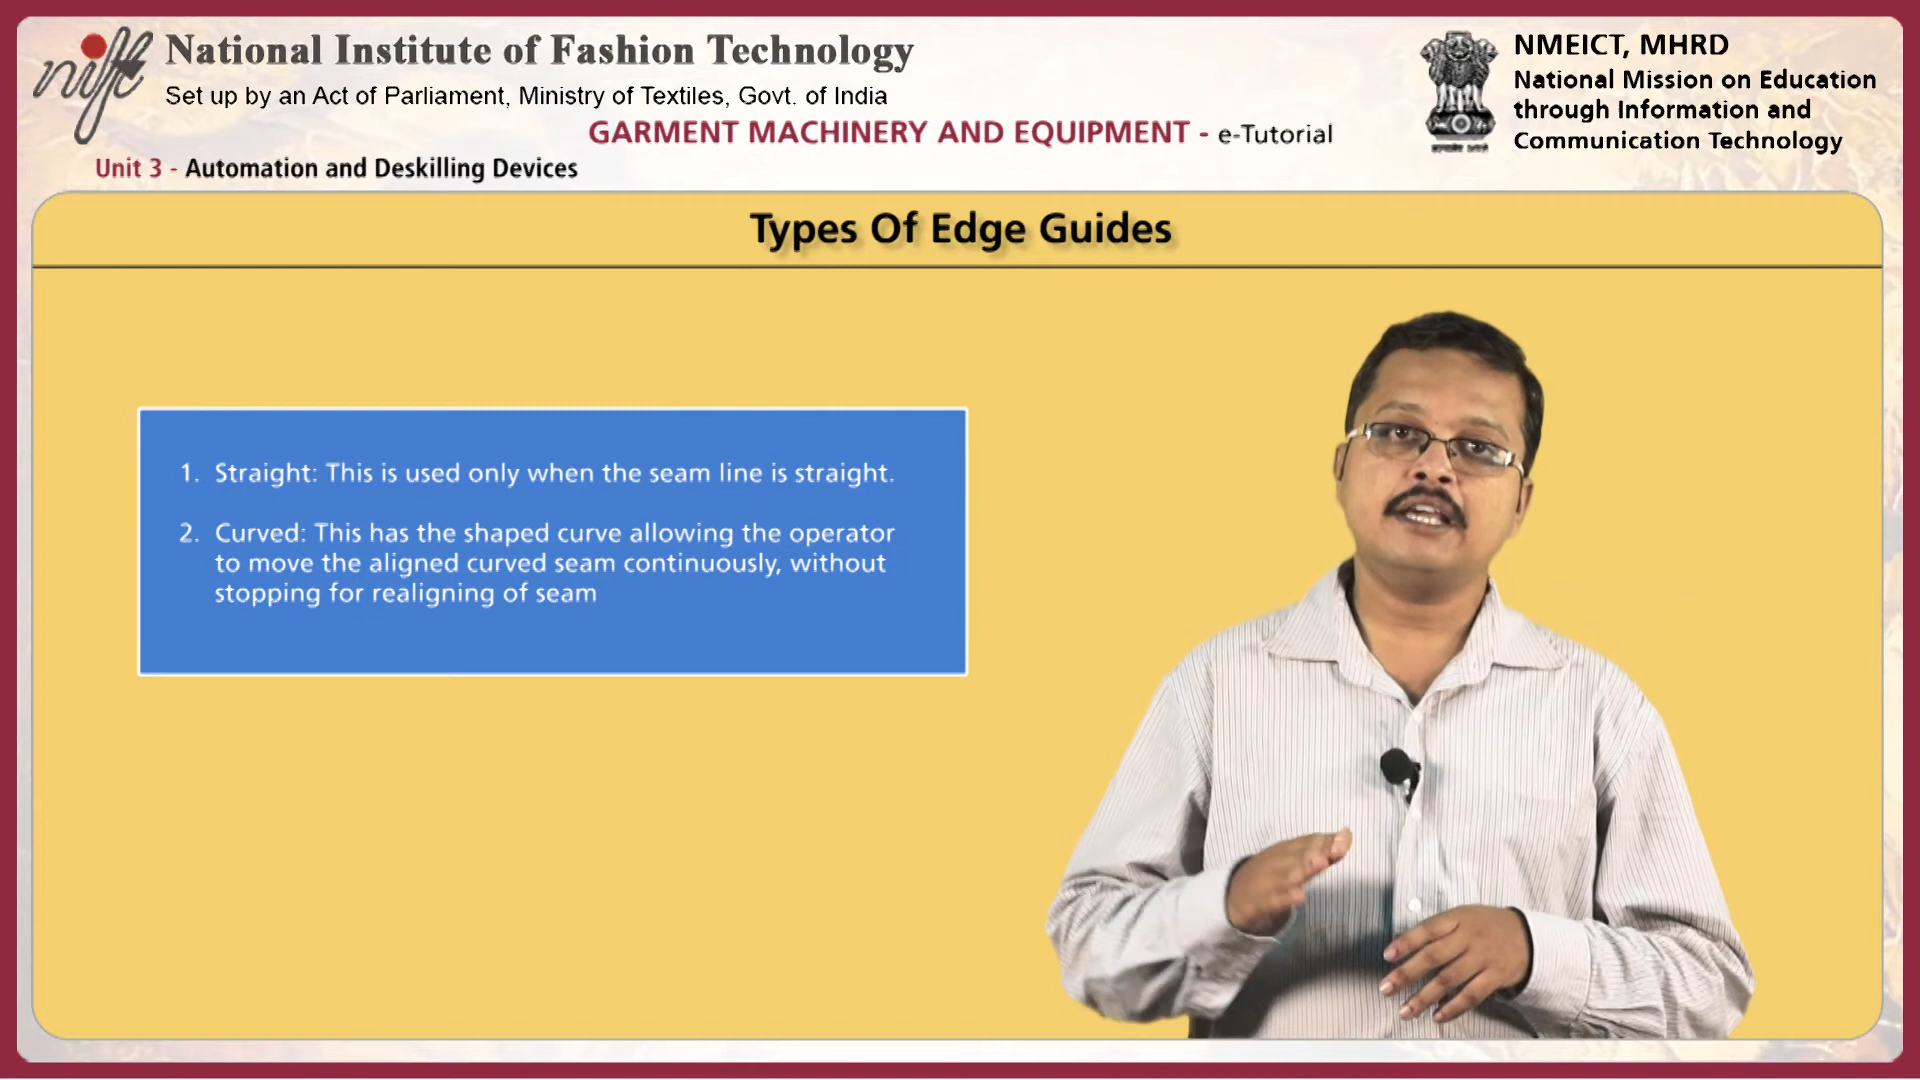 nift National Institute of Fashion Technology
Set up by an Act of Parliament, Ministry of Textiles, Govt. of India
NMEICT, MHRD
National Mission on Education
through Information and
Communication Technology
GARMENT MACHINERY AND EQUIPMENT - e-Tutorial
Unit 3 - Automation and Deskilling Devices
Types Of Edge Guides
1. Straight: This is used only when the seam line is straight.
2. Curved: This has the shaped curve allowing the operator
to move the aligned curved seam continuously, without
stopping for realigning of seam